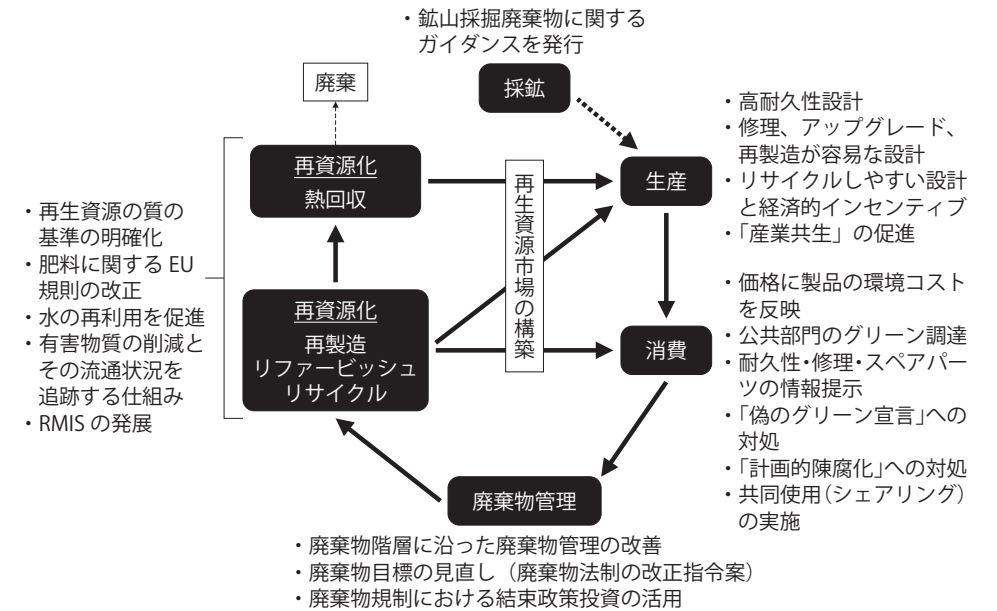 ・鉱山採掘廃棄物に関する
ガイダンスを発行
廃棄
採鉱
再資源化
熱回収
再生資源市場の構築
生産
・高耐久性設計
・修理、アップグレード、
再製造が容易な設計
・リサイクルしやすい設計
と経済的インセンティブ
・「産業共生」の促進
・再生資源の質の
基準の明確化
・肥料に関する EU
規則の改正
・水の再利用を促進
・有害物質の削減と
その流通状況を
追跡する仕組み
・RMIS の発展
再資源化
再製造
リファービッシュ
リサイクル
消費
・価格に製品の環境コスト
を反映
・公共部門のグリーン調達
・耐久性・修理・スペアパー
ツの情報提示
・「偽のグリーン宣言」への
対処
・「計画的陳腐化」への対処
・共同使用（シェアリング）
の実施
廃棄物管理
・廃棄物階層に沿った廃棄物管理の改善
・廃棄物目標の見直し（廃棄物法制の改正指令案）
・廃棄物規制における結束政策投資の活用